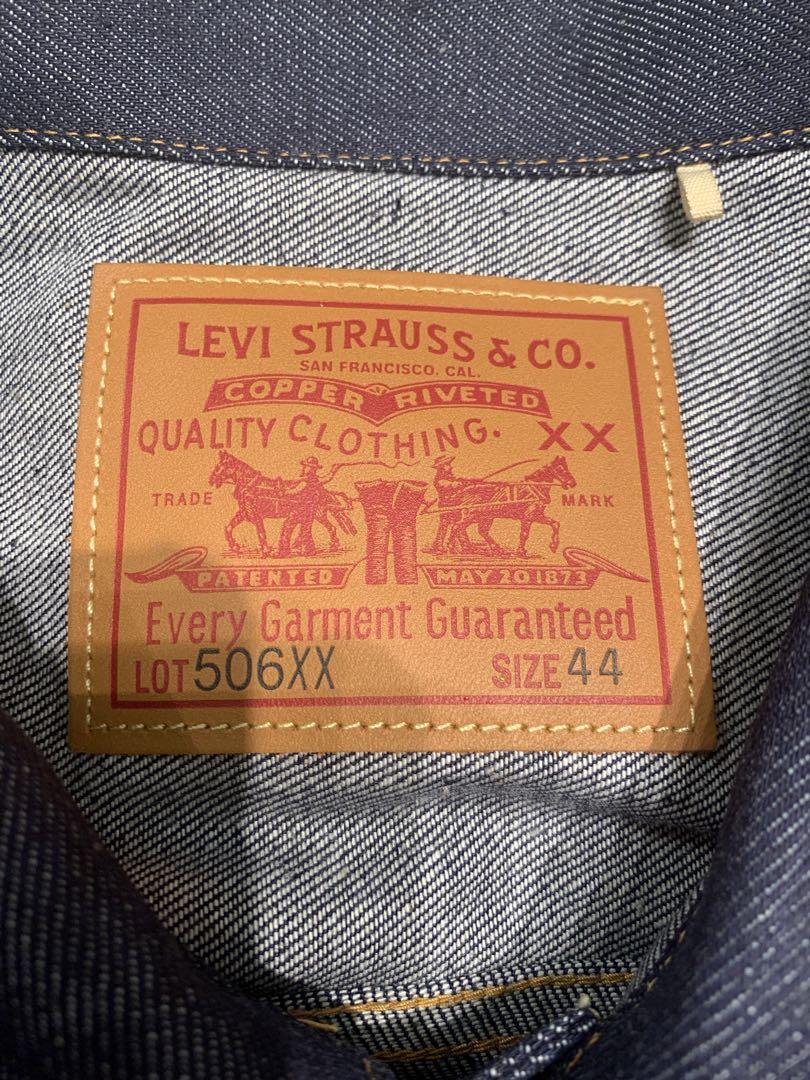 LEVI STRAUSS & CO.
SAN FRANCISCO. CAL.
COPPER RIVETED
QUALITY CLOTHING. XX
TRADE MARK
PATENTED MAY 20 1873
Every Garment Guaranteed
LOT 506XX SIZE 44